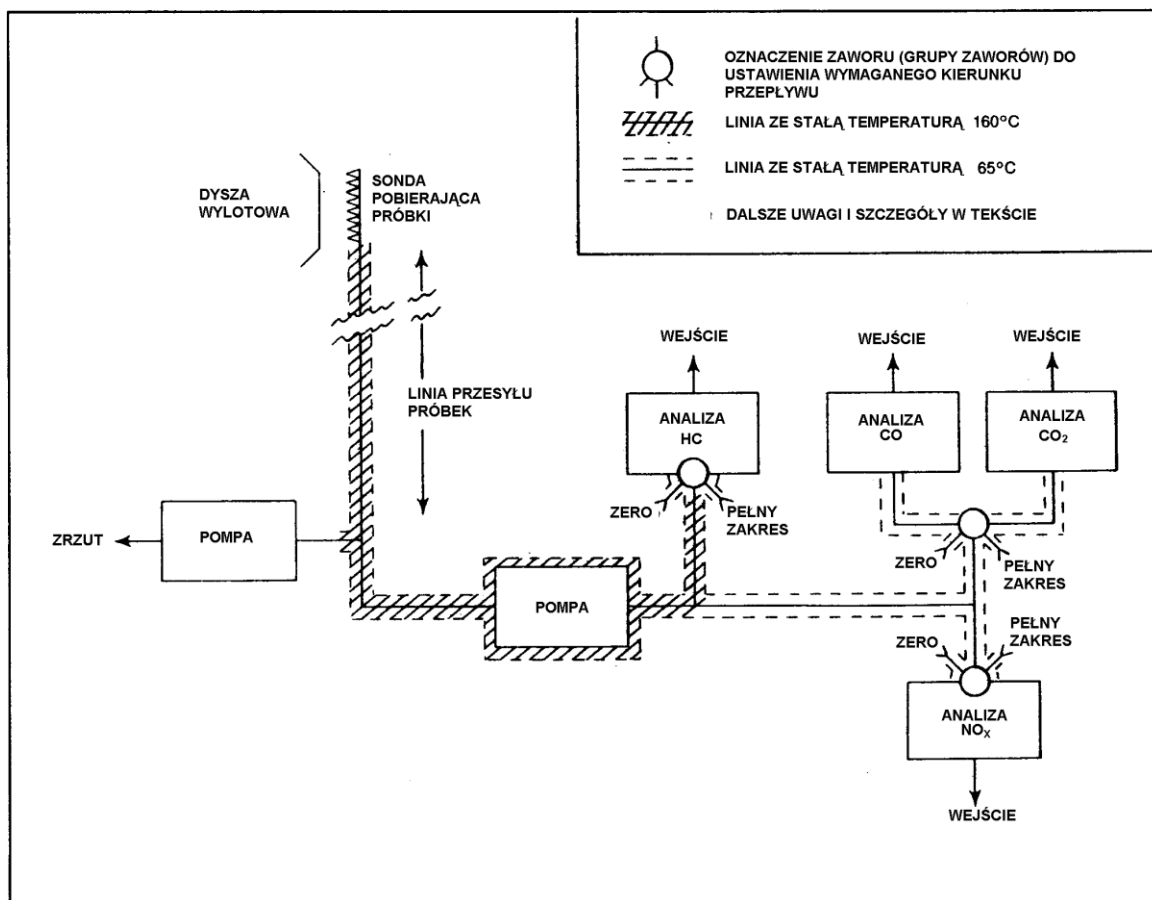 OZNACZENIE ZAWORU (GRUPY ZAWORÓW) DO
USTAWIENIA WYMAGANEGO KIERUNKU
PRZEPŁYWU
LINIA ZE STAŁĄ TEMPERATURĄ 160°C
LINIA ZE STAŁĄ TEMPERATURĄ 65°C
DALSZE UWAGI I SZCZEGÓŁY W TEKŚCIE
DYSZA
WYLOTOWA
SONDA
POBIERAJĄCA
PRÓBKI
LINIA PRZESYŁU
PRÓBEK
WEJŚCIE
WEJŚCIE
WEJŚCIE
ANALIZA
HC
ANALIZA
CO
ANALIZA
CO₂
ZERO
PEŁNY
ZAKRES
ZERO
PEŁNY
ZAKRES
ZRZUT
POMPA
POMPA
ZERO
PEŁNY
ZAKRES
ANALIZA
NOₓ
WEJŚCIE